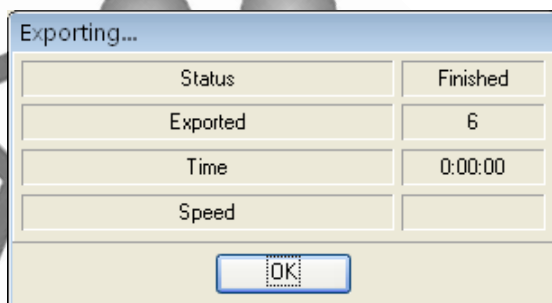 Exporting...
Status Finished
Exported 6
Time 0:00:00
Speed
OK